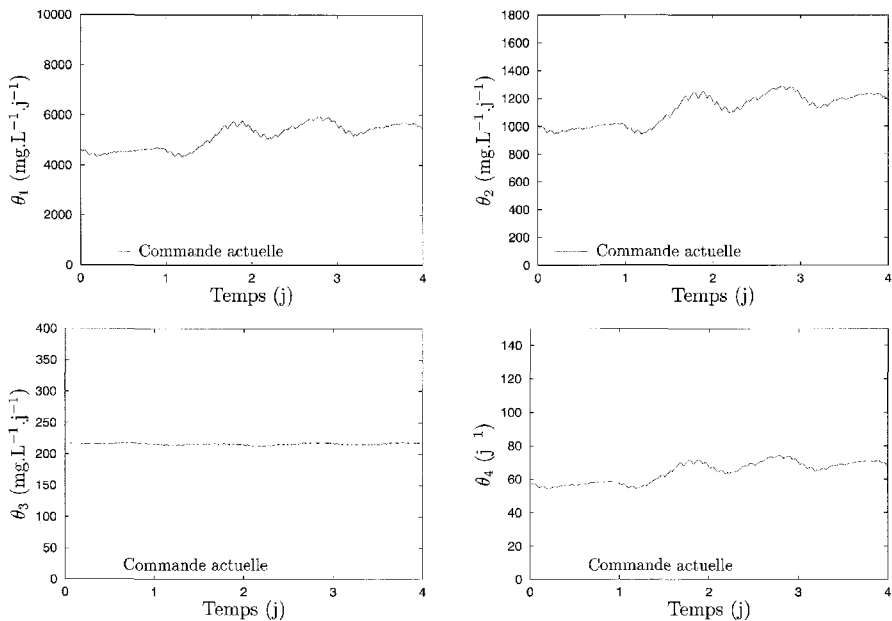 10000
8000
6000
4000
2000
0
θ₁ (mg.L⁻¹.j⁻¹)
Commande actuelle
0 1 2 3 4
Temps (j)
1800
1600
1400
1200
1000
800
600
400
200
0
θ₂ (mg.L⁻¹.j⁻¹)
Commande actuelle
0 1 2 3 4
Temps (j)
400
350
300
250
200
150
100
50
0
θ₃ (mg.L⁻¹.j⁻¹)
Commande actuelle
0 1 2 3 4
Temps (j)
140
120
100
80
60
40
20
0
θ₄ (j⁻¹)
Commande actuelle
0 1 2 3 4
Temps (j)